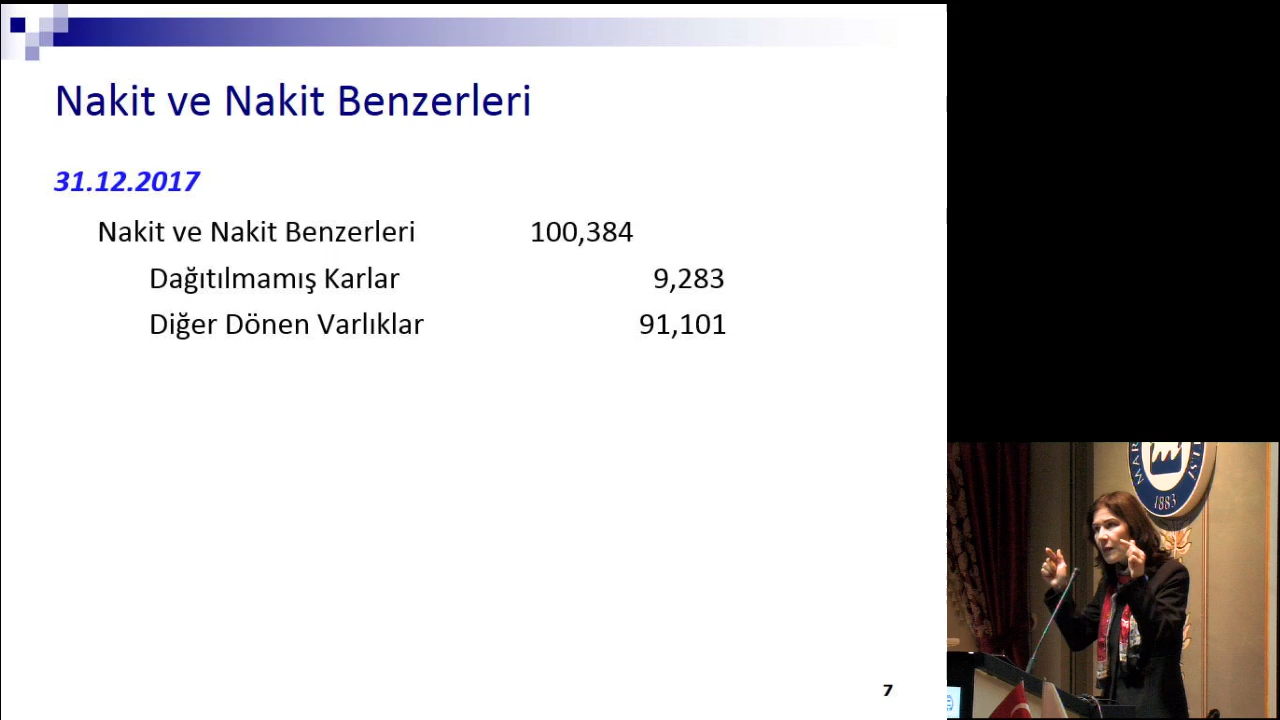 Nakit ve Nakit Benzerleri
31.12.2017
Nakit ve Nakit Benzerleri 100,384
Dağıtılmamış Karlar 9,283
Diğer Dönen Varlıklar 91,101
7
1883